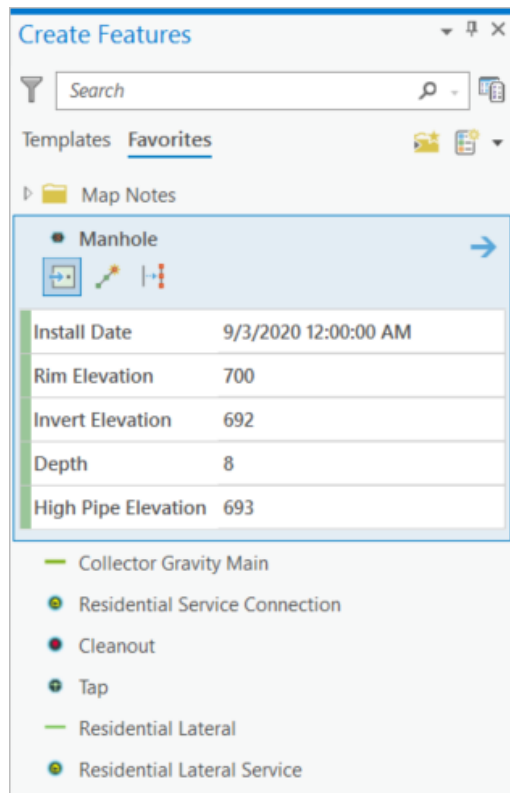 Create Features
Search
Templates Favorites
Map Notes
Manhole
Install Date 9/3/2020 12:00:00 AM
Rim Elevation 700
Invert Elevation 692
Depth 8
High Pipe Elevation 693
Collector Gravity Main
Residential Service Connection
Cleanout
Tap
Residential Lateral
Residential Lateral Service